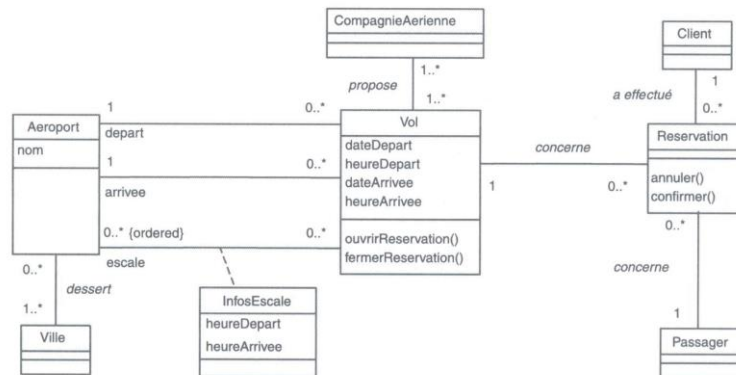 CompagnieAerienne
Client
propose
1..*
1..*
1
a effectué
0..*
Aeroport
nom
1
0..*
depart
1
0..*
arrivee
0..* {ordered}
0..*
escale
Vol
dateDepart
heureDepart
dateArrivee
heureArrivee
ouvrirReservation()
fermerReservation()
concerne
1
0..*
Reservation
annuler()
confirmer()
0..*
concerne
1
Passager
0..*
dessert
1..*
Ville
InfosEscale
heureDepart
heureArrivee